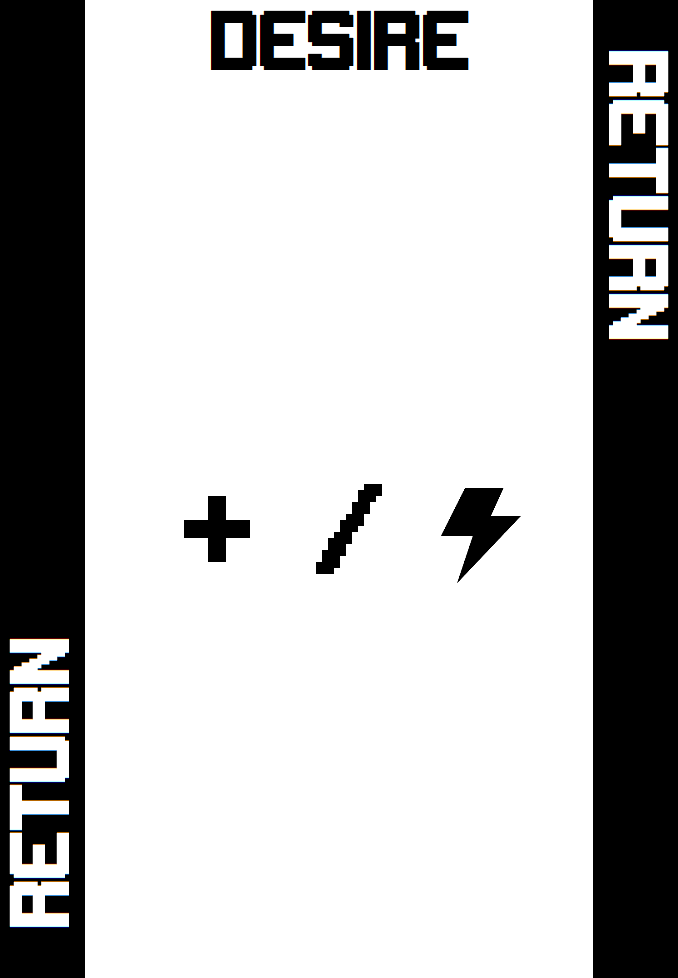 DESIRE
RETURN
+ / ⚡
RETURN